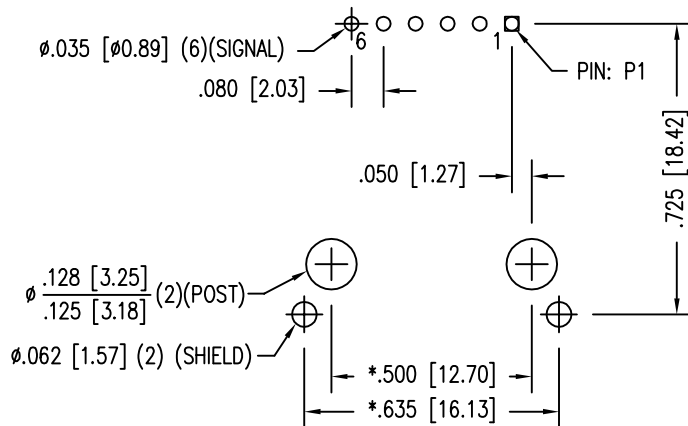 6
1
ø.035 [ø0.89] (6)(SIGNAL)
PIN: P1
.080 [2.03]
.050 [1.27]
.725 [18.42]
ø .128 [3.25]
.125 [3.18] (2)(POST)
ø.062 [1.57] (2) (SHIELD)
*.500 [12.70]
*.635 [16.13]